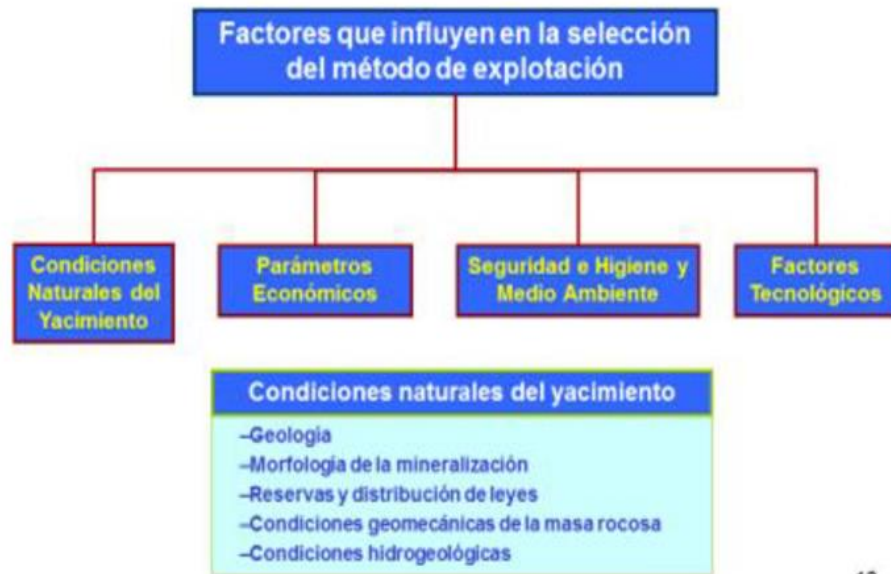 Factores que influyen en la selección
del método de explotación
Condiciones
Naturales del
Yacimiento
Parámetros
Económicos
Seguridad e Higiene y
Medio Ambiente
Factores
Tecnológicos
Condiciones naturales del yacimiento
–Geología
–Morfología de la mineralización
–Reservas y distribución de leyes
–Condiciones geomecánicas de la masa rocosa
–Condiciones hidrogeológicas